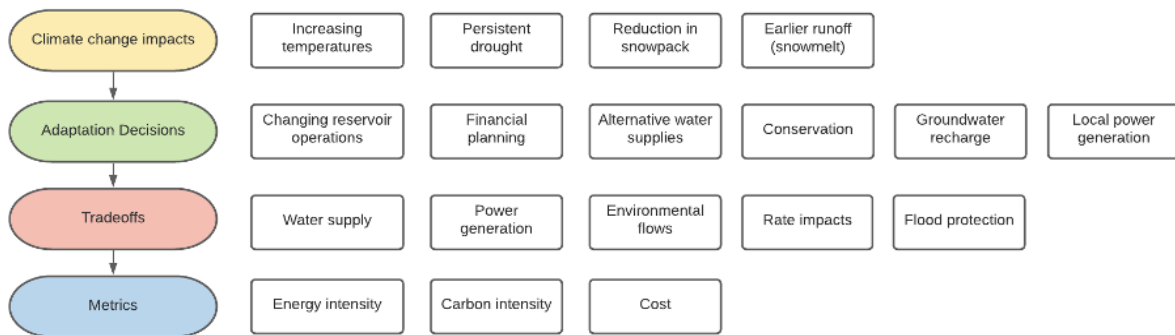 Climate change impacts
Increasing
temperatures
Persistent
drought
Reduction in
snowpack
Earlier runoff
(snowmelt)
Adaptation Decisions
Changing reservoir
operations
Financial
planning
Alternative water
supplies
Conservation
Groundwater
recharge
Local power
generation
Tradeoffs
Water supply
Power
generation
Environmental
flows
Rate impacts
Flood protection
Metrics
Energy intensity
Carbon intensity
Cost